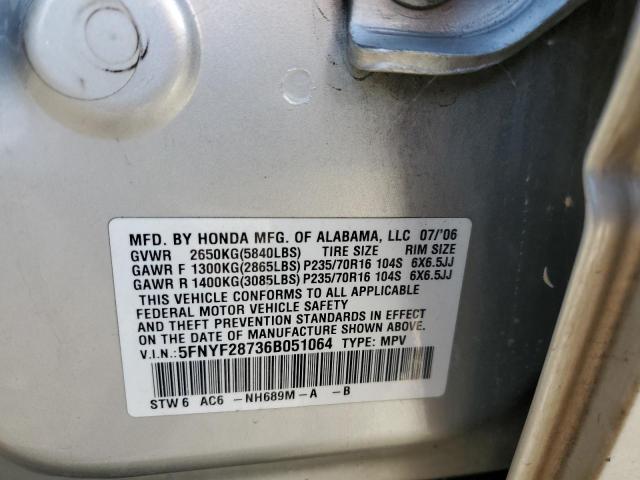 MFD. BY HONDA MFG. OF ALABAMA, LLC 07/'06
GVWR 2650KG(5840LBS) TIRE SIZE RIM SIZE
GAWR F 1300KG(2865LBS) P235/70R16 104S 6X6.5JJ
GAWR R 1400KG(3085LBS) P235/70R16 104S 6X6.5JJ
THIS VEHICLE CONFORMS TO ALL APPLICABLE
FEDERAL MOTOR VEHICLE SAFETY
AND THEFT PREVENTION STANDARDS IN EFFECT
ON THE DATE OF MANUFACTURE SHOWN ABOVE.
V.I.N.: 5FNYF28736B051064 TYPE: MPV
STW 6 AC6 -NH689M-A -B